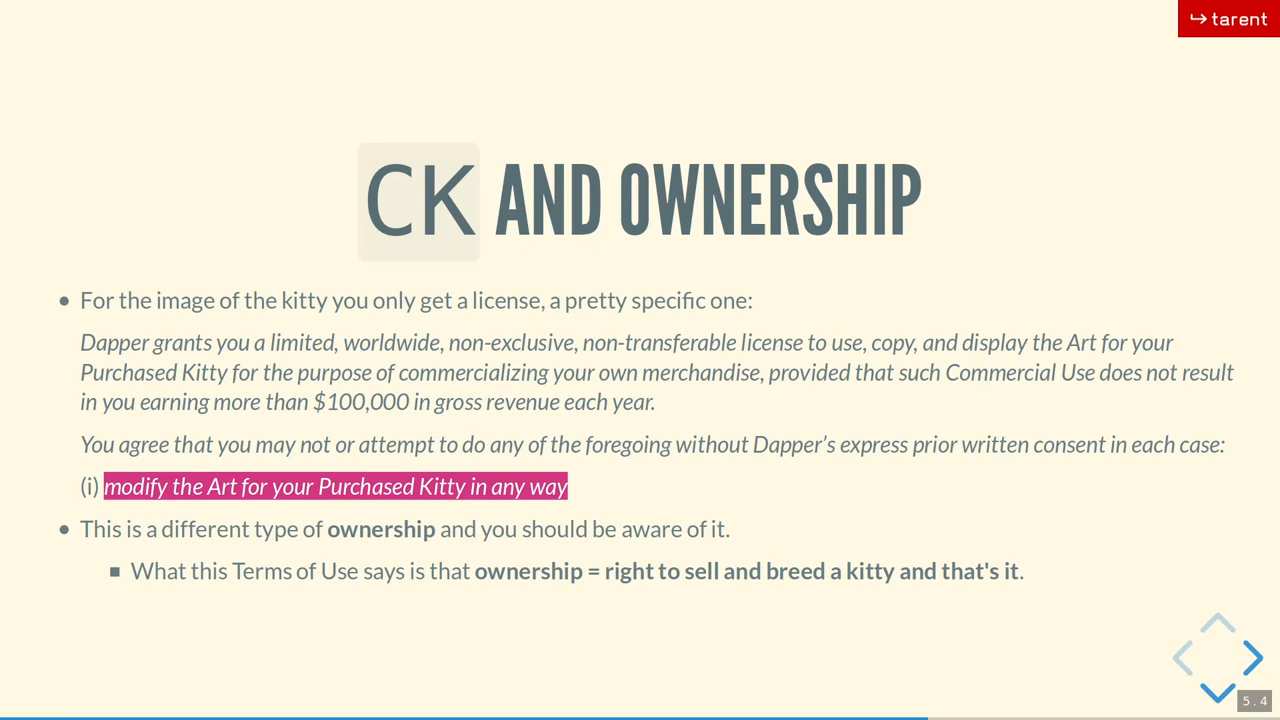 ↪ tarent
CK AND OWNERSHIP
• For the image of the kitty you only get a license, a pretty specific one:
Dapper grants you a limited, worldwide, non-exclusive, non-transferable license to use, copy, and display the Art for your
Purchased Kitty for the purpose of commercializing your own merchandise, provided that such Commercial Use does not result
in you earning more than $100,000 in gross revenue each year.
You agree that you may not or attempt to do any of the foregoing without Dapper’s express prior written consent in each case:
(i) modify the Art for your Purchased Kitty in any way
• This is a different type of ownership and you should be aware of it.
▪ What this Terms of Use says is that ownership = right to sell and breed a kitty and that's it.
5.4